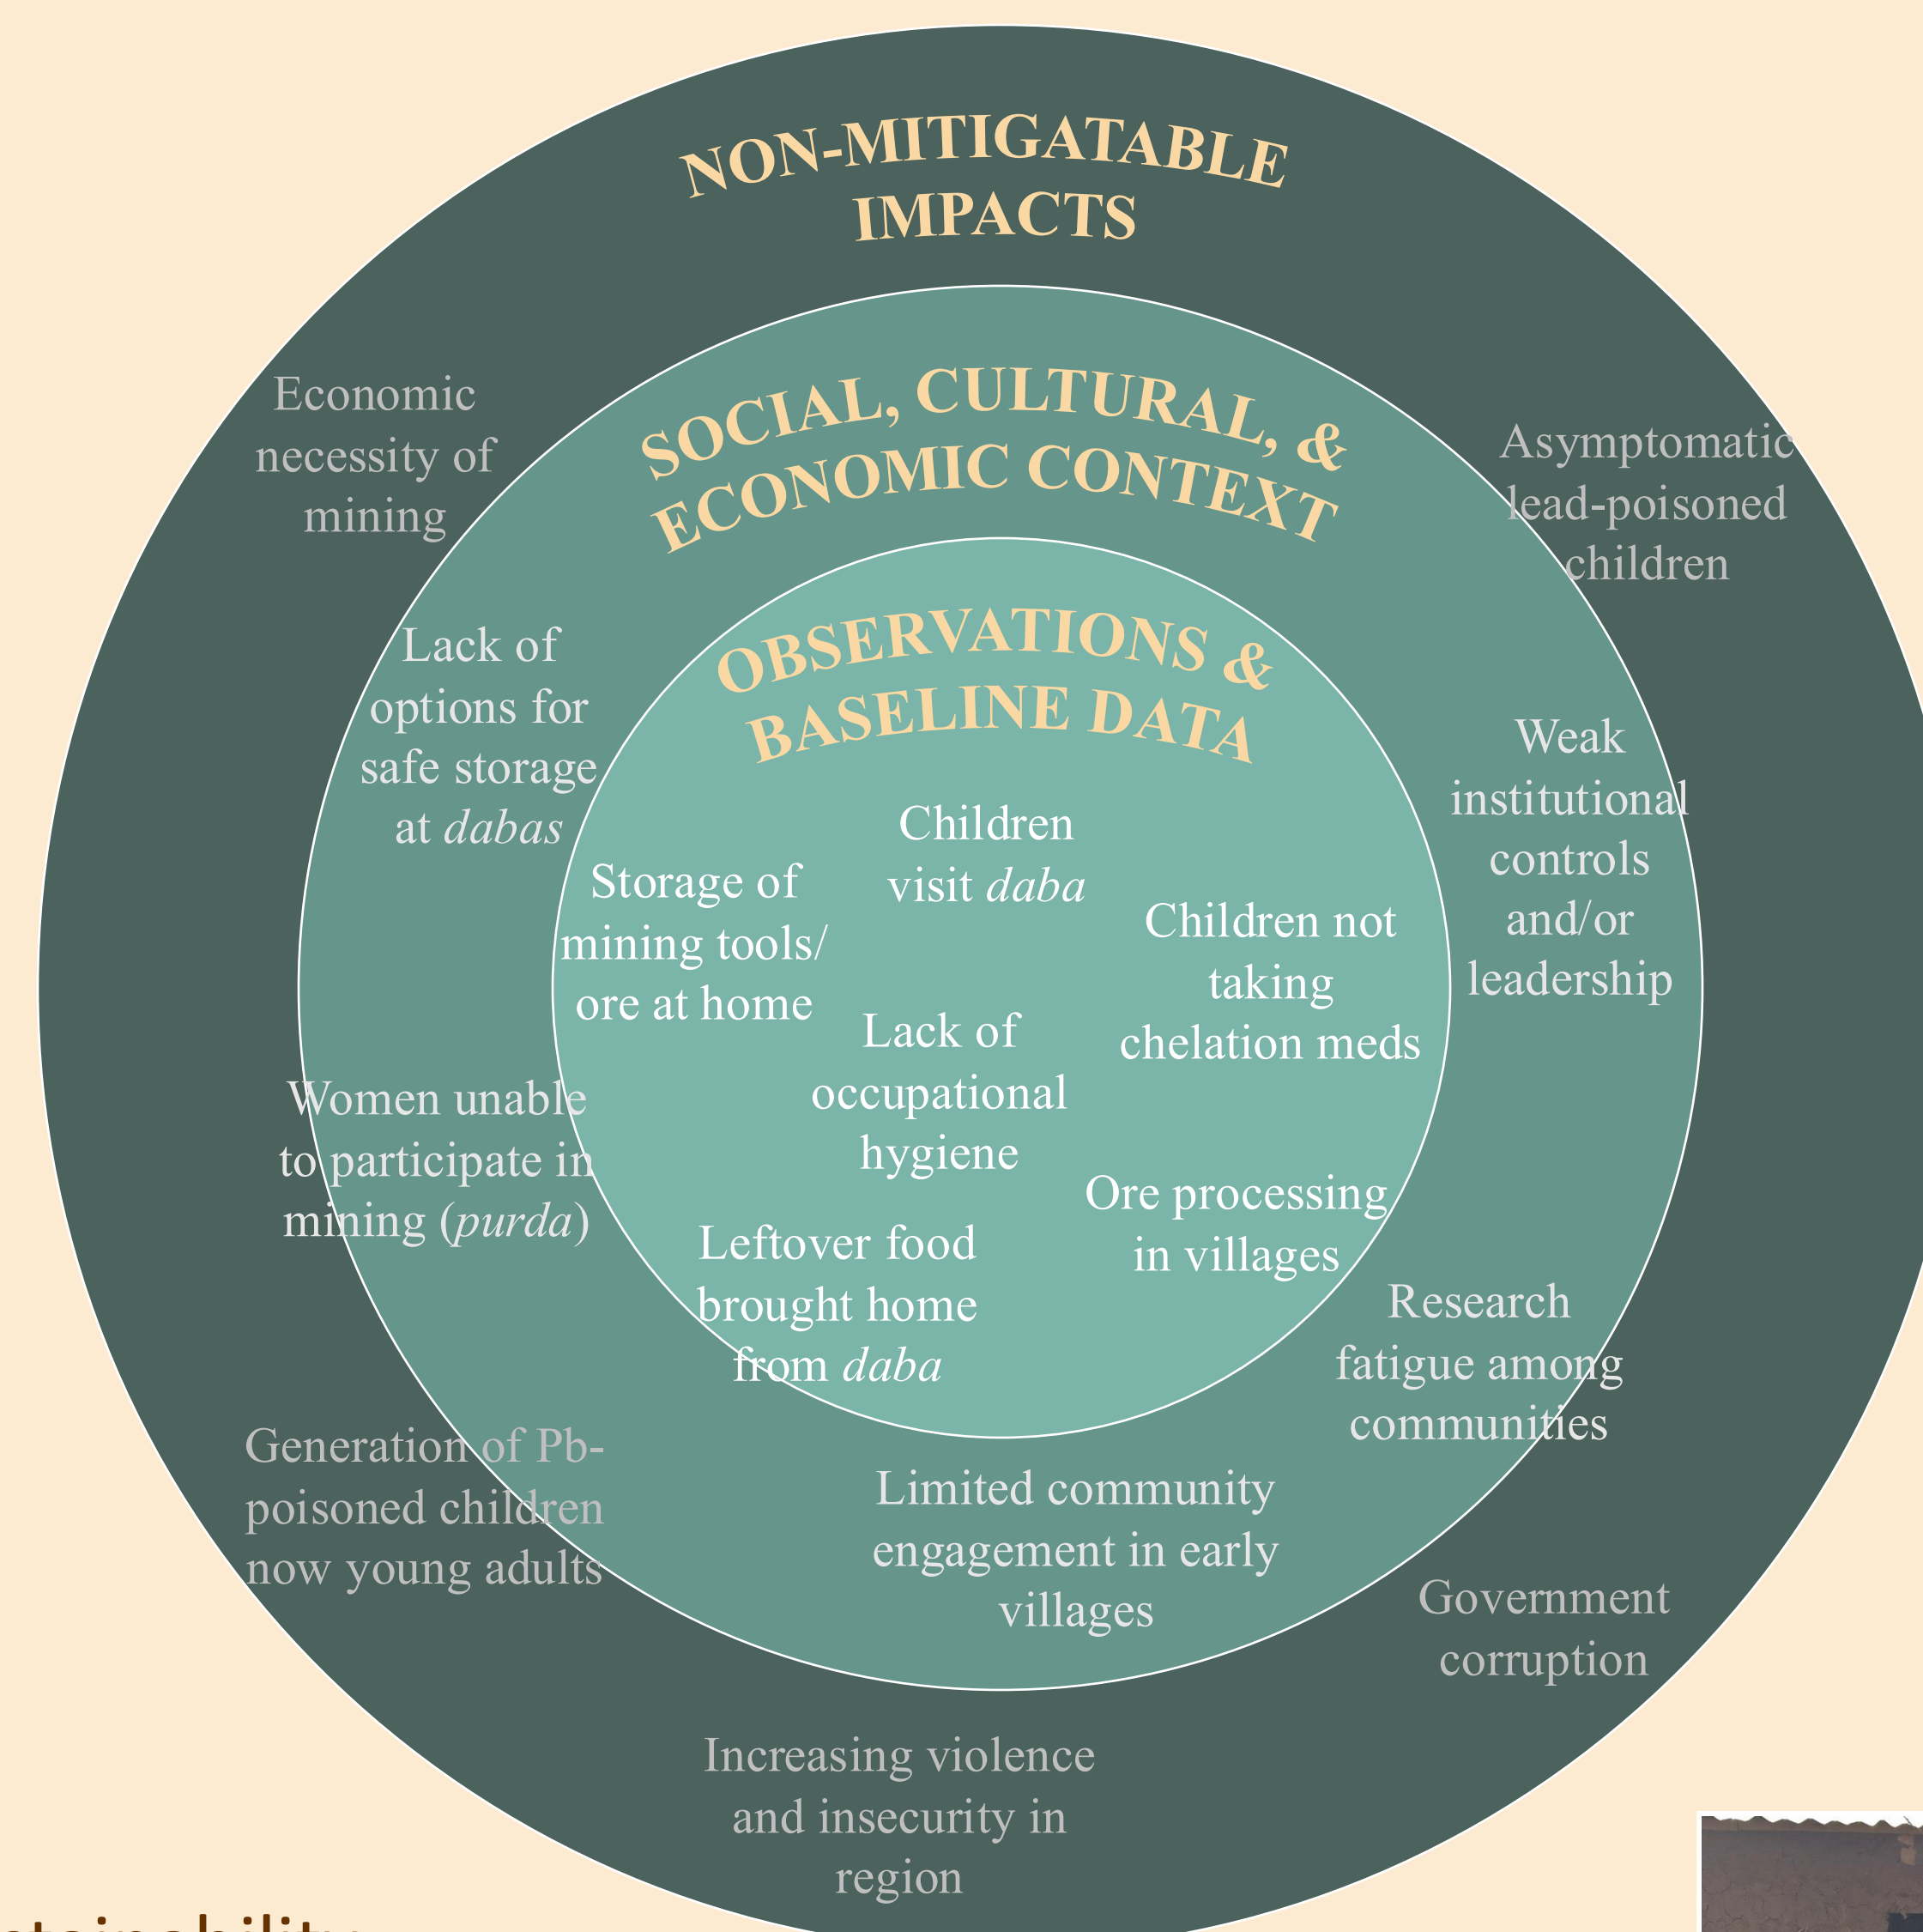 NON-MITIGATABLE
IMPACTS
Economic
necessity of
mining
Asymptomatic
lead-poisoned
children
SOCIAL, CULTURAL, &
ECONOMIC CONTEXT
Lack of
options for
safe storage
at dabas
Weak
institutional
controls
and/or
leadership
OBSERVATIONS &
BASELINE DATA
Children
visit daba
Storage of
mining tools/
ore at home
Children not
taking
chelation meds
Lack of
occupational
hygiene
Women unable
to participate in
mining (purda)
Ore processing
in villages
Leftover food
brought home
from daba
Research
fatigue among
communities
Generation of Pb-
poisoned children
now young adults
Limited community
engagement in early
villages
Government
corruption
Increasing violence
and insecurity in
region